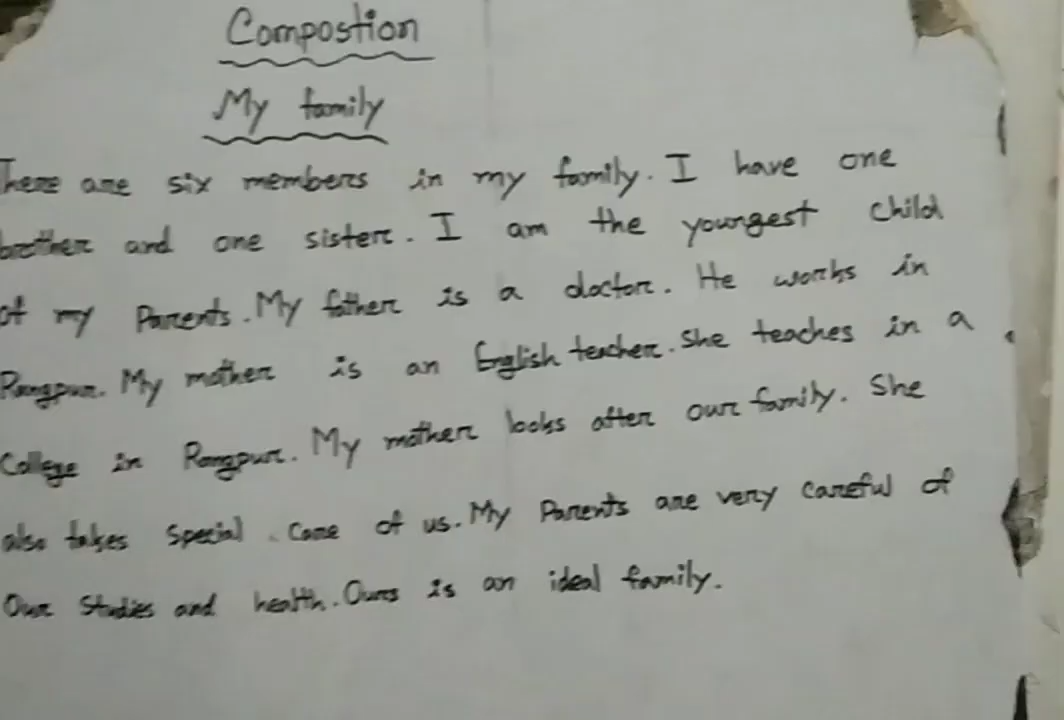 Compostion
My family
There are six members in my family. I have one
brother and one sister. I am the youngest child
of my Parents. My father is a doctor. He works in
Rangpur. My mother is an English teacher. She teaches in a
College in Rangpur. My mother looks after our family. She
also takes Special Care of us. My Parents are very Careful of
Our Studies and health. Ours is an ideal family.